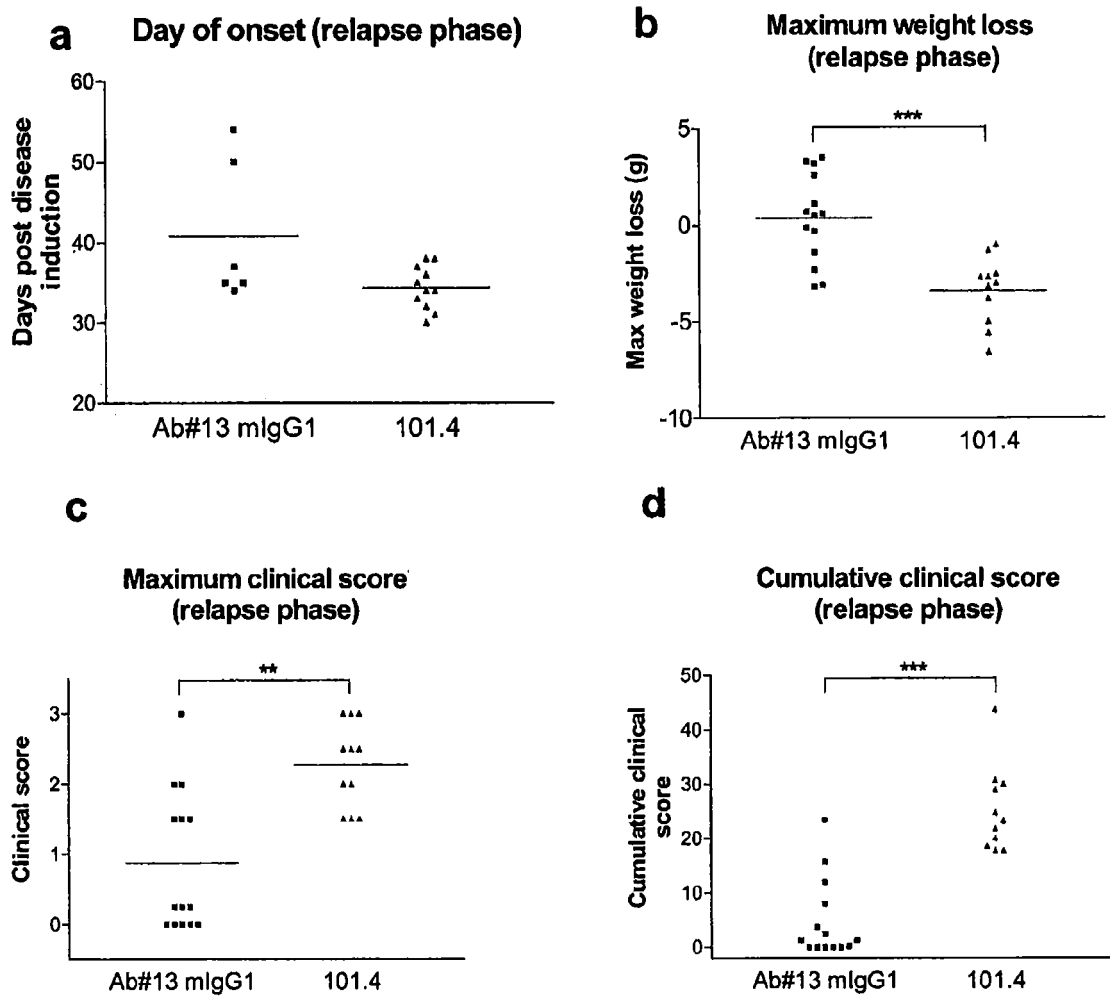 a
Day of onset (relapse phase)
60
50
40
30
20
Days post disease
induction
Ab#13 mIgG1
101.4
b
Maximum weight loss
(relapse phase)
***
5
0
-5
-10
Max weight loss (g)
Ab#13 mIgG1
101.4
c
Maximum clinical score
(relapse phase)
**
3
2
1
0
Clinical score
Ab#13 mIgG1
101.4
d
Cumulative clinical score
(relapse phase)
***
50
40
30
20
10
0
Cumulative clinical
score
Ab#13 mIgG1
101.4